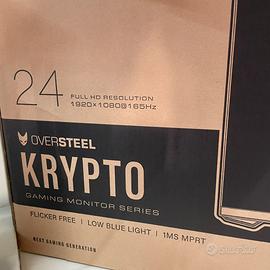 24
FULL HD RESOLUTION
1920×1080@165Hz
OVERSTEEL
KRYPTO
GAMING MONITOR SERIES
FLICKER FREE | LOW BLUE LIGHT | 1MS MPRT
NEXT GAMING GENERATION
subito